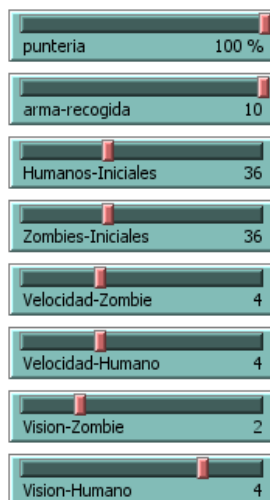 punteria 100 %
arma-recogida 10
Humanos-Iniciales 36
Zombies-Iniciales 36
Velocidad-Zombie 4
Velocidad-Humano 4
Vision-Zombie 2
Vision-Humano 4